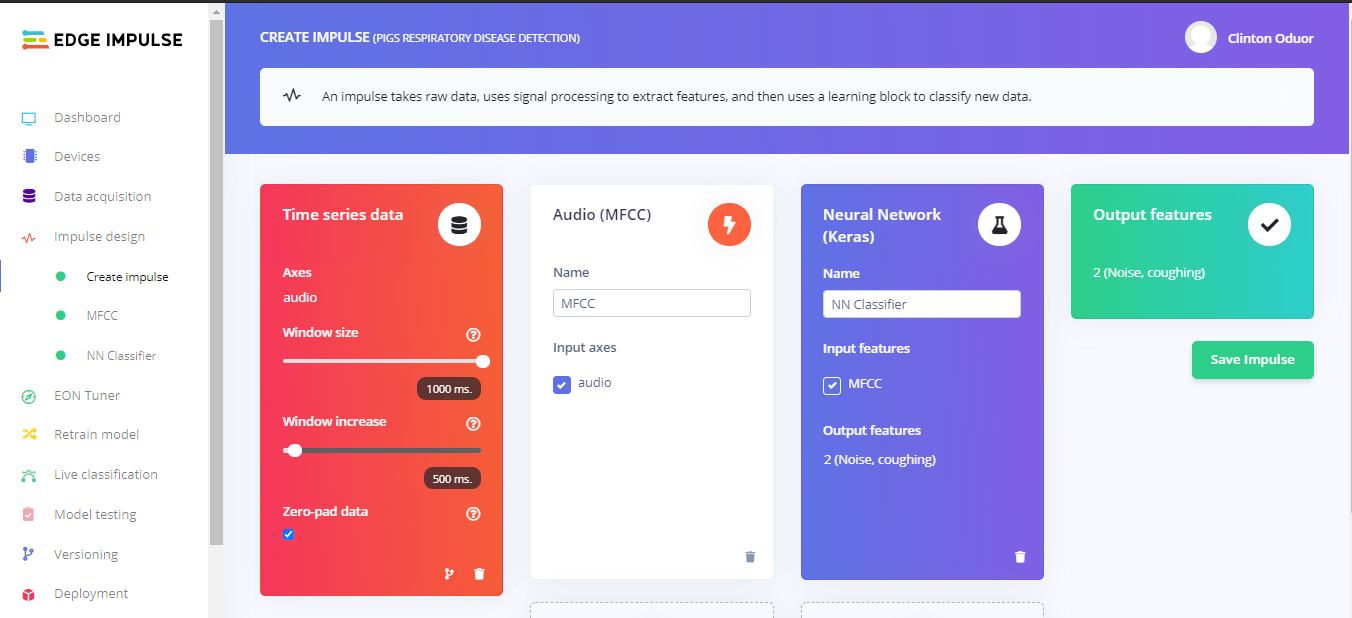 EDGE IMPULSE
Dashboard
Devices
Data acquisition
Impulse design
Create impulse
MFCC
NN Classifier
EON Tuner
Retrain model
Live classification
Model testing
Versioning
Deployment
CREATE IMPULSE (PIGS RESPIRATORY DISEASE DETECTION)
Clinton Oduor
An impulse takes raw data, uses signal processing to extract features, and then uses a learning block to classify new data.
Time series data
Axes
audio
Window size
?
1000 ms.
Window increase
?
500 ms.
Zero-pad data
?
Audio (MFCC)
Name
MFCC
Input axes
audio
Neural Network
(Keras)
Name
NN Classifier
Input features
MFCC
Output features
2 (Noise, coughing)
Output features
2 (Noise, coughing)
Save Impulse